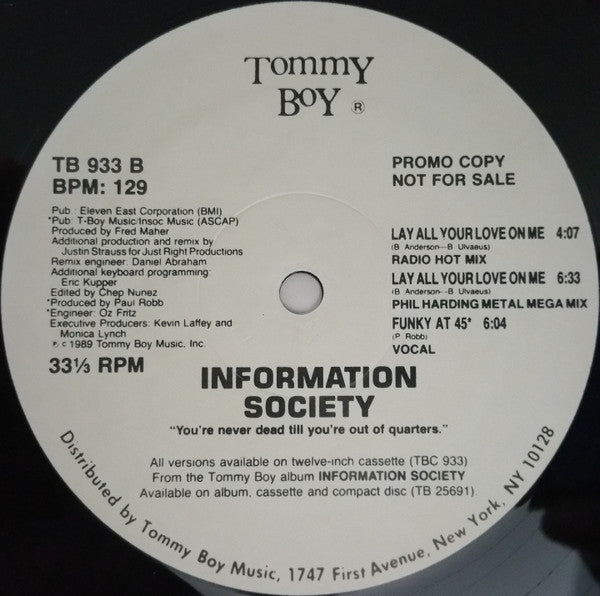 Tommy
Boy ®
TB 933 B
BPM: 129
PROMO COPY
NOT FOR SALE
Pub: Eleven East Corporation (BMI)
*Pub: T-Boy Music/Insoc Music (ASCAP)
Produced by Fred Maher
Additional production and remix by
Justin Strauss for Just Right Productions
Remix engineer: Daniel Abraham
Additional keyboard programming:
Eric Kupper
Edited by Chep Nunez
*Produced by Paul Robb
*Engineer: Oz Fritz
Executive Producers: Kevin Laffey and
Monica Lynch
℗ © 1989 Tommy Boy Music, Inc.
33⅓ RPM
LAY ALL YOUR LOVE ON ME 4:07
(B. Anderson--B. Ulvaeus)
RADIO HOT MIX
LAY ALL YOUR LOVE ON ME 6:33
(B. Anderson--B. Ulvaeus)
PHIL HARDING METAL MEGA MIX
FUNKY AT 45* 6:04
(P. Robb)
VOCAL
INFORMATION
SOCIETY
"You're never dead till you're out of quarters."
All versions available on twelve-inch cassette (TBC 933)
From the Tommy Boy album INFORMATION SOCIETY
Available on album, cassette and compact disc (TB 25691)
Distributed by Tommy Boy Music, 1747 First Avenue, New York, NY 10128